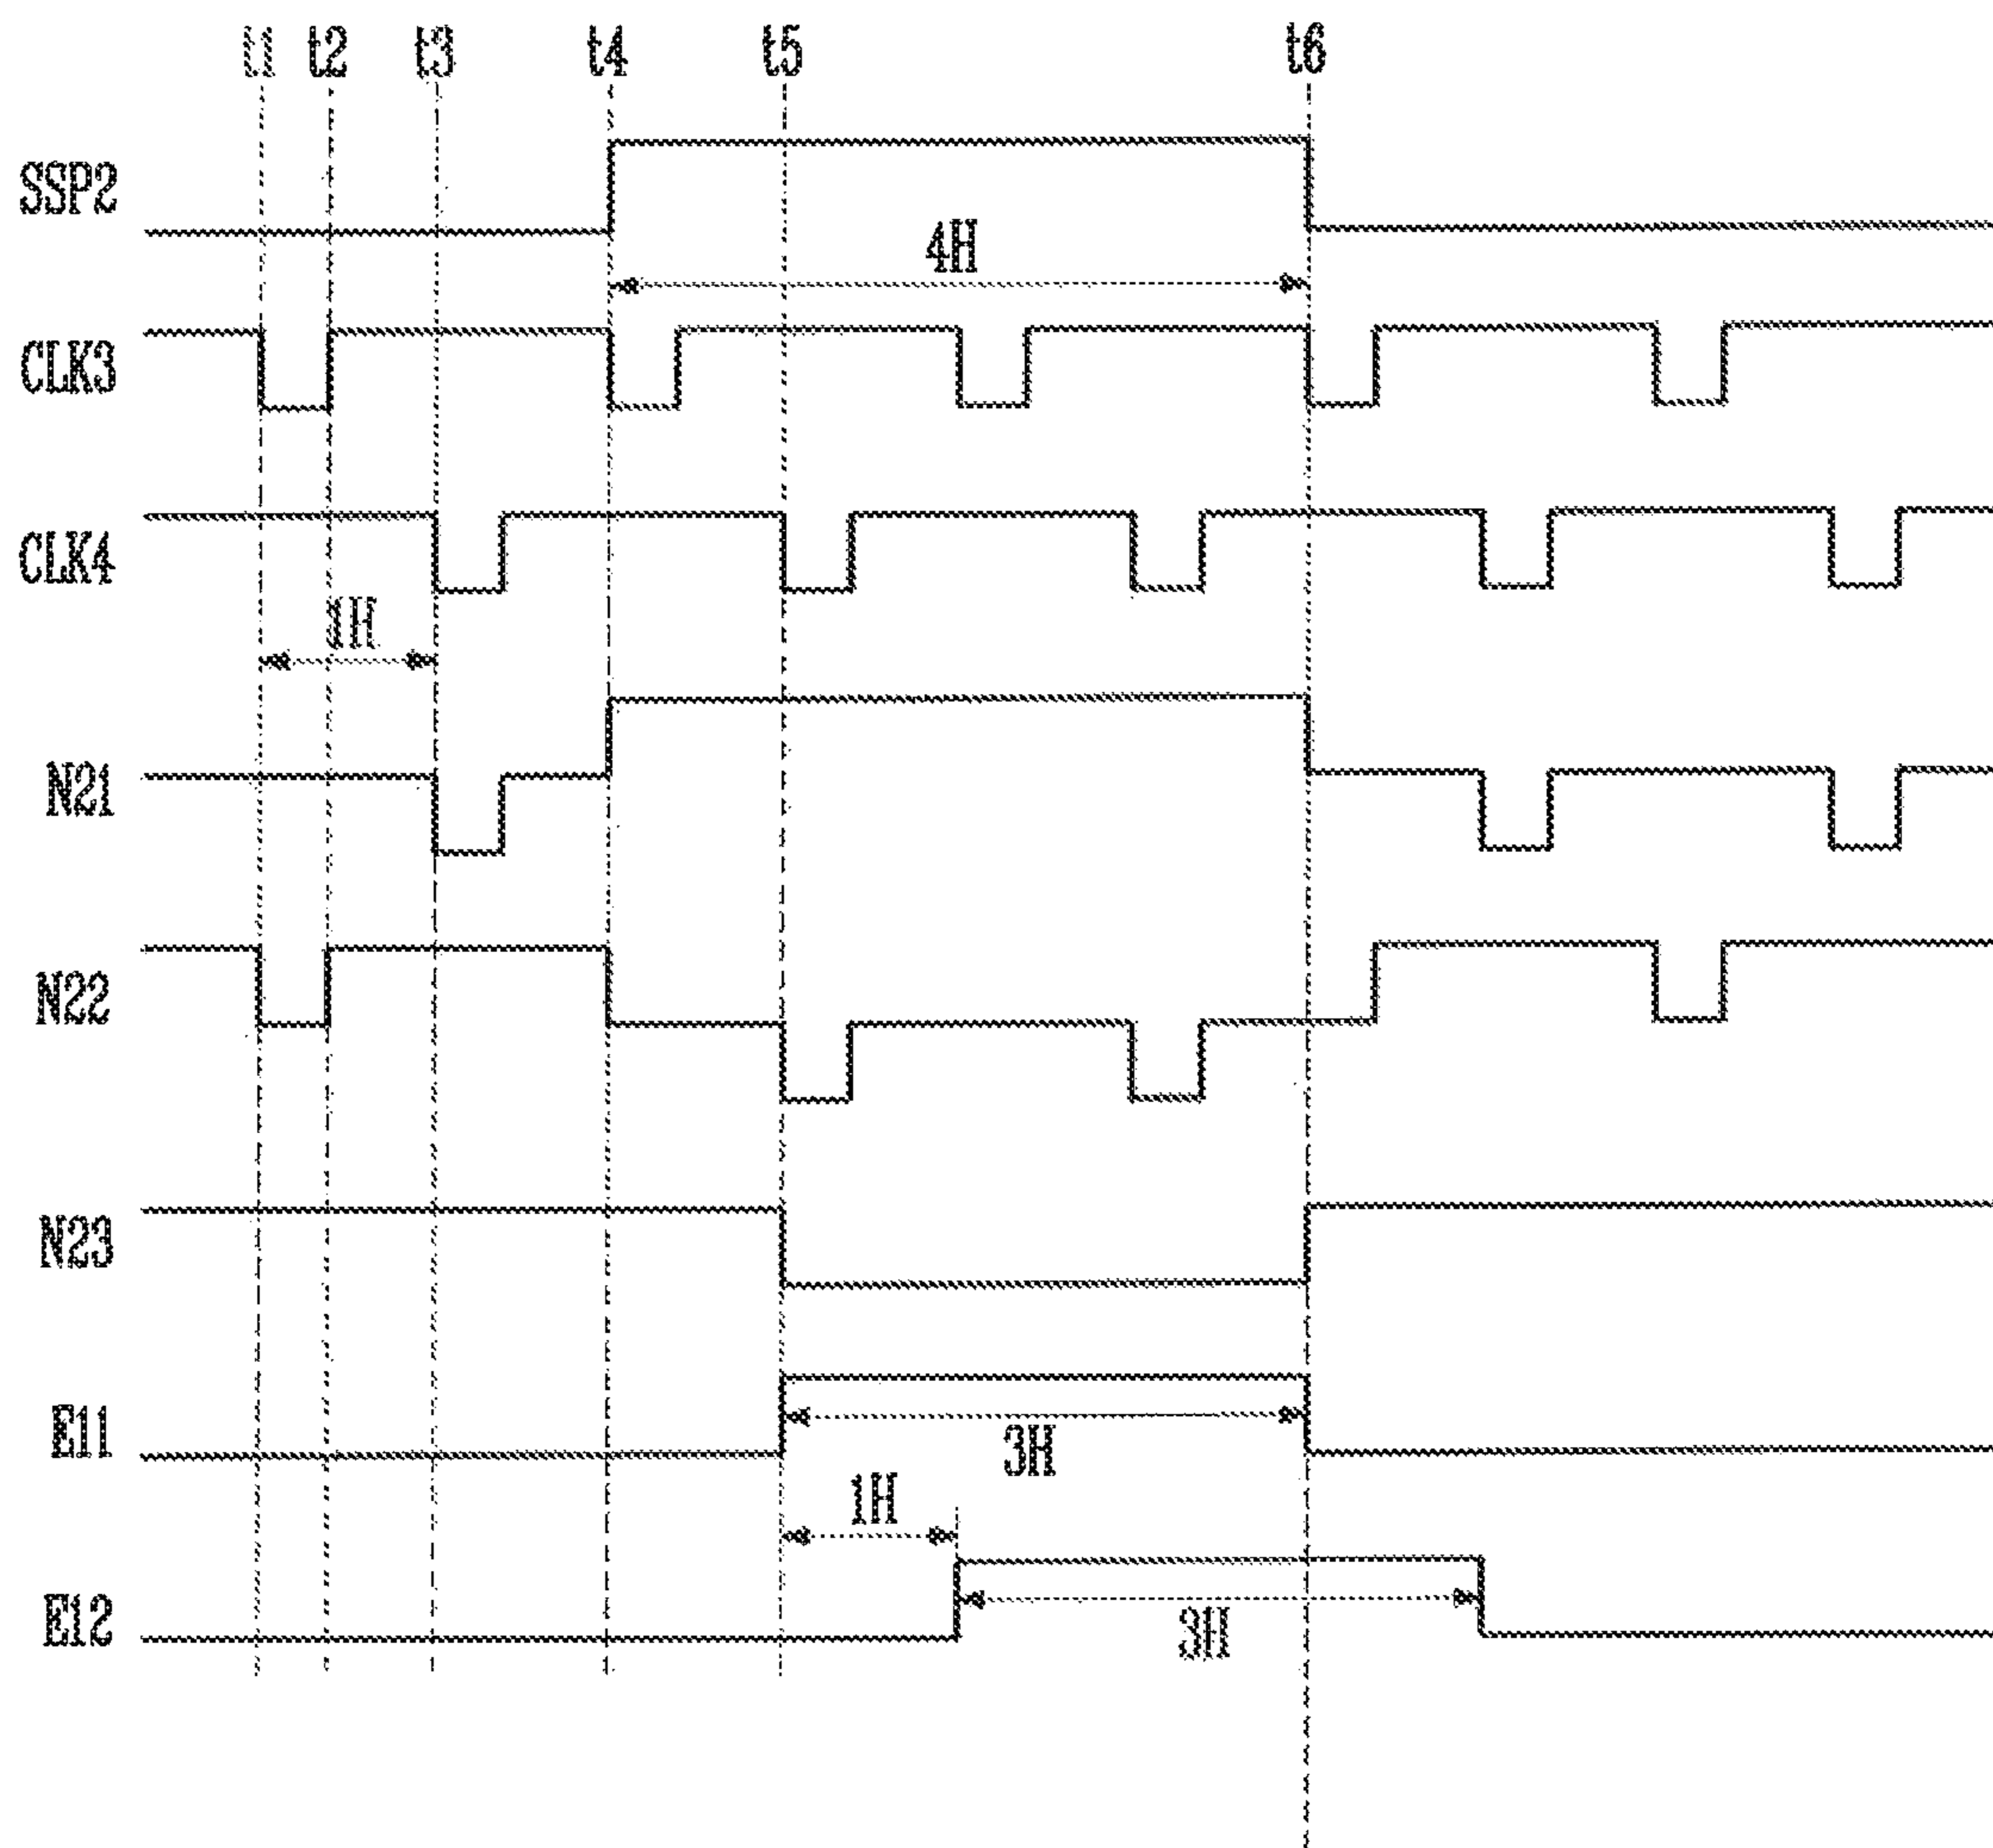 t1 t2 t3 t4 t5 t6
SSP2
4H
CLK3
CLK4
1H
N21
N22
N23
E11
3H
1H
E12
3H